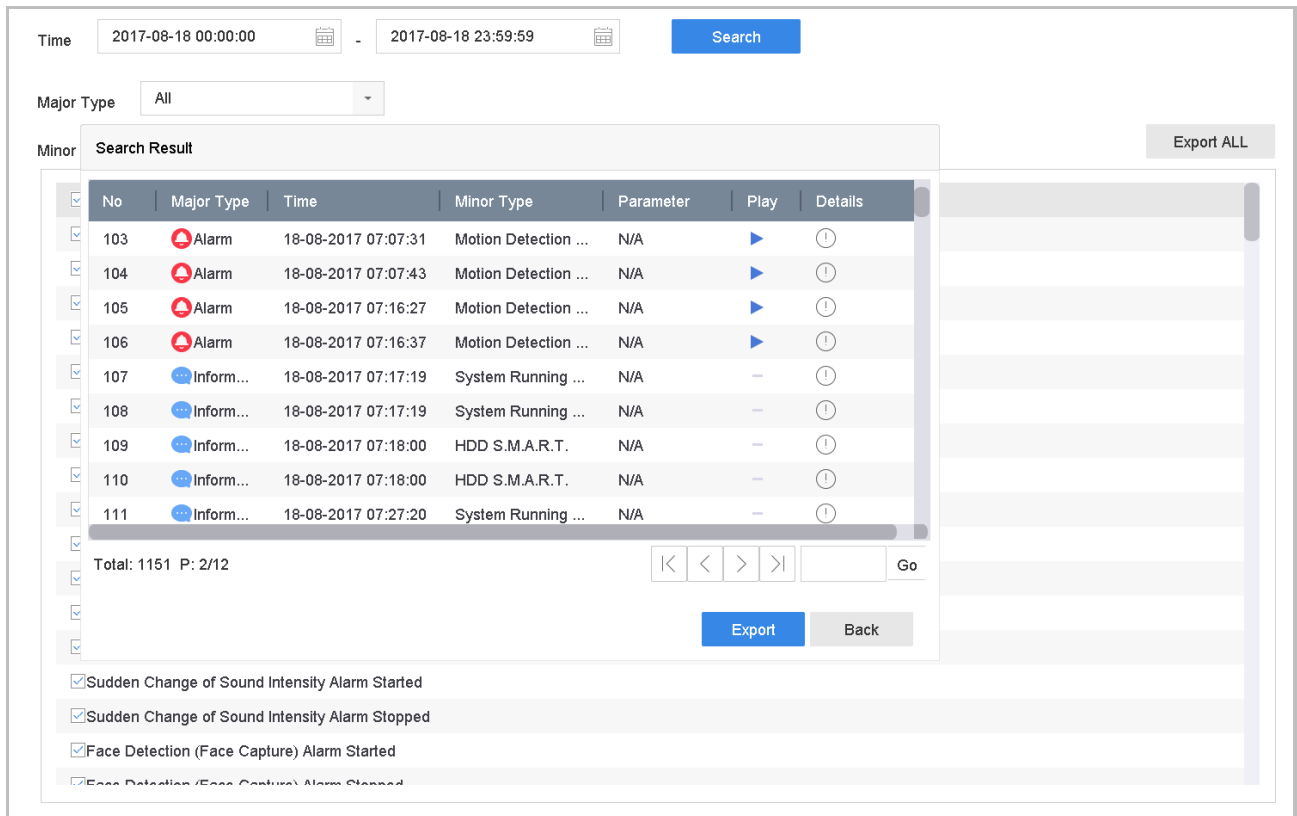 Time 2017-08-18 00:00:00 - 2017-08-18 23:59:59 Search
Major Type All
Minor
Export ALL
Search Result
No Major Type Time Minor Type Parameter Play Details
103 Alarm 18-08-2017 07:07:31 Motion Detection ... N/A
104 Alarm 18-08-2017 07:07:43 Motion Detection ... N/A
105 Alarm 18-08-2017 07:16:27 Motion Detection ... N/A
106 Alarm 18-08-2017 07:16:37 Motion Detection ... N/A
107 Inform... 18-08-2017 07:17:19 System Running ... N/A –
108 Inform... 18-08-2017 07:17:19 System Running ... N/A –
109 Inform... 18-08-2017 07:18:00 HDD S.M.A.R.T. N/A –
110 Inform... 18-08-2017 07:18:00 HDD S.M.A.R.T. N/A –
111 Inform... 18-08-2017 07:27:20 System Running ... N/A –
Total: 1151 P: 2/12 Go
Export Back
Sudden Change of Sound Intensity Alarm Started
Sudden Change of Sound Intensity Alarm Stopped
Face Detection (Face Capture) Alarm Started
Face Detection (Face Capture) Alarm Stopped